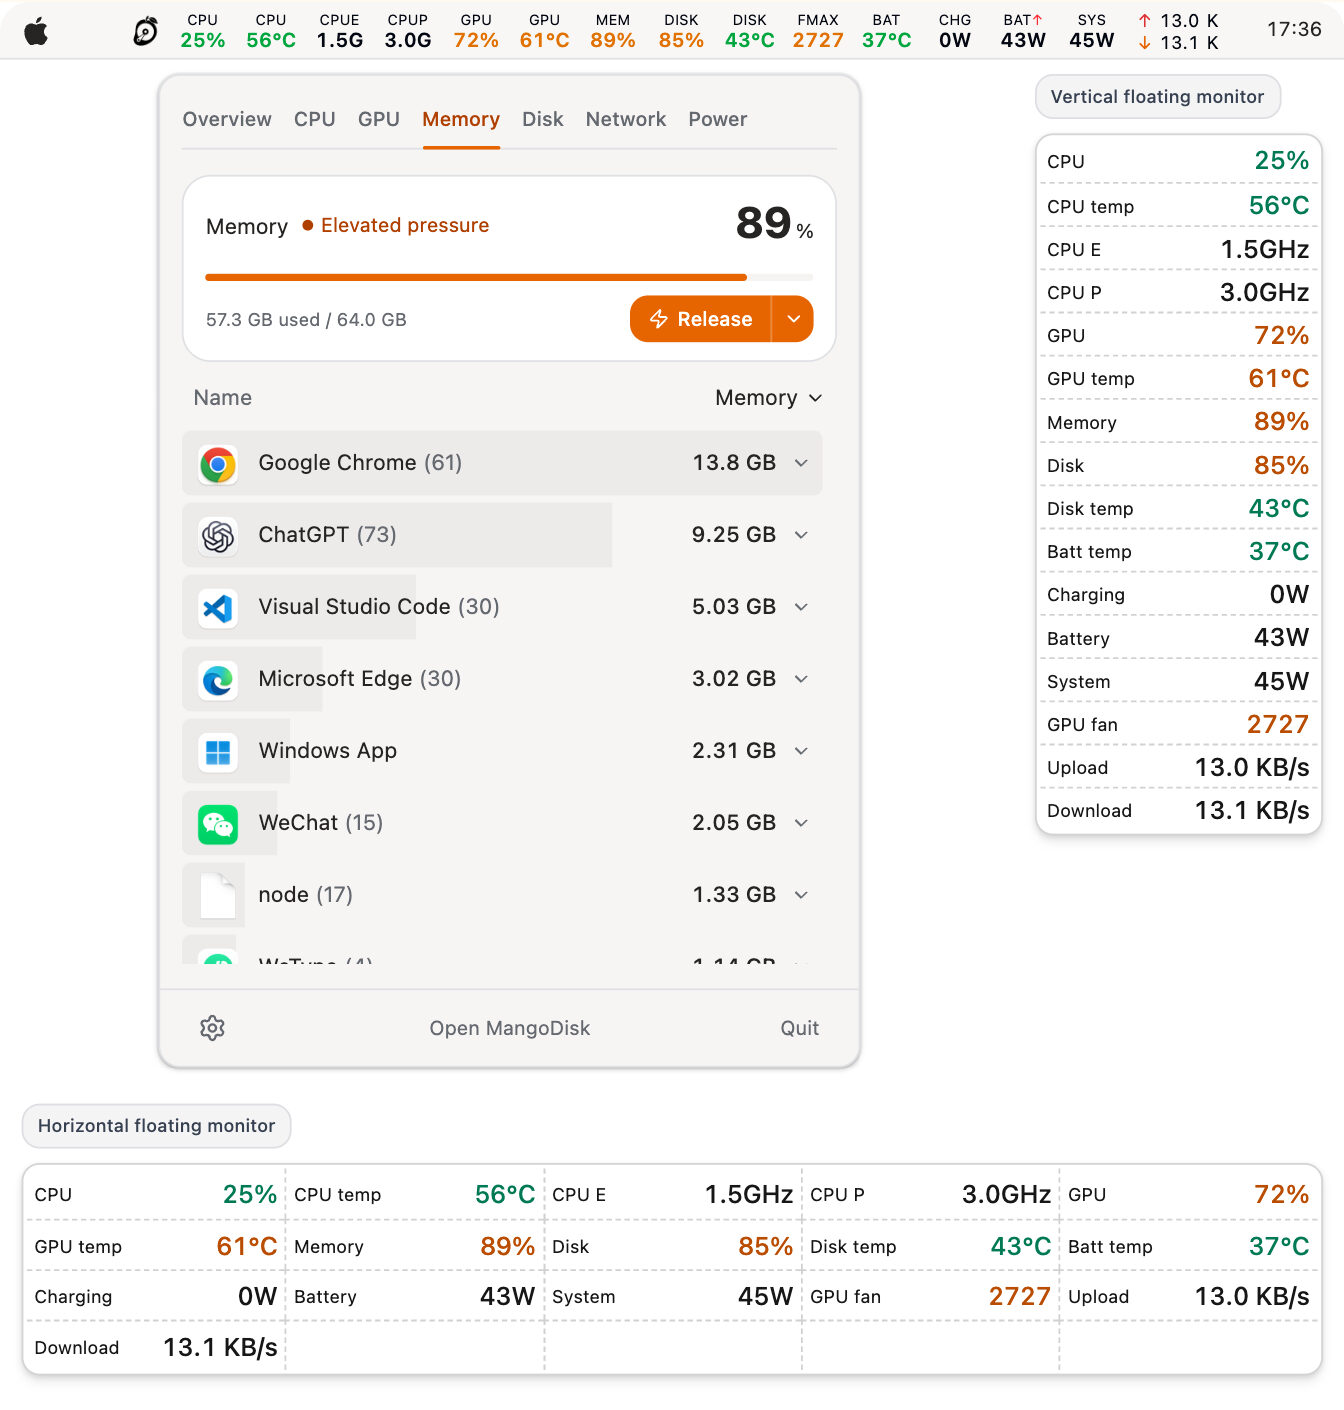 CPU CPU CPUE CPUP GPU GPU MEM DISK DISK FMAX BAT CHG BAT↑ SYS ↑ 13.0 K
25% 56°C 1.5G 3.0G 72% 61°C 89% 85% 43°C 2727 37°C 0W 43W 45W ↓ 13.1 K
17:36
Overview CPU GPU Memory Disk Network Power
Memory • Elevated pressure 89 %
57.3 GB used / 64.0 GB Release
Name Memory
Google Chrome (61) 13.8 GB
ChatGPT (73) 9.25 GB
Visual Studio Code (30) 5.03 GB
Microsoft Edge (30) 3.02 GB
Windows App 2.31 GB
WeChat (15) 2.05 GB
node (17) 1.33 GB
Open MangoDisk Quit
Vertical floating monitor
CPU 25%
CPU temp 56°C
CPU E 1.5GHz
CPU P 3.0GHz
GPU 72%
GPU temp 61°C
Memory 89%
Disk 85%
Disk temp 43°C
Batt temp 37°C
Charging 0W
Battery 43W
System 45W
GPU fan 2727
Upload 13.0 KB/s
Download 13.1 KB/s
Horizontal floating monitor
CPU 25% CPU temp 56°C CPU E 1.5GHz CPU P 3.0GHz GPU 72%
GPU temp 61°C Memory 89% Disk 85% Disk temp 43°C Batt temp 37°C
Charging 0W Battery 43W System 45W GPU fan 2727 Upload 13.0 KB/s
Download 13.1 KB/s